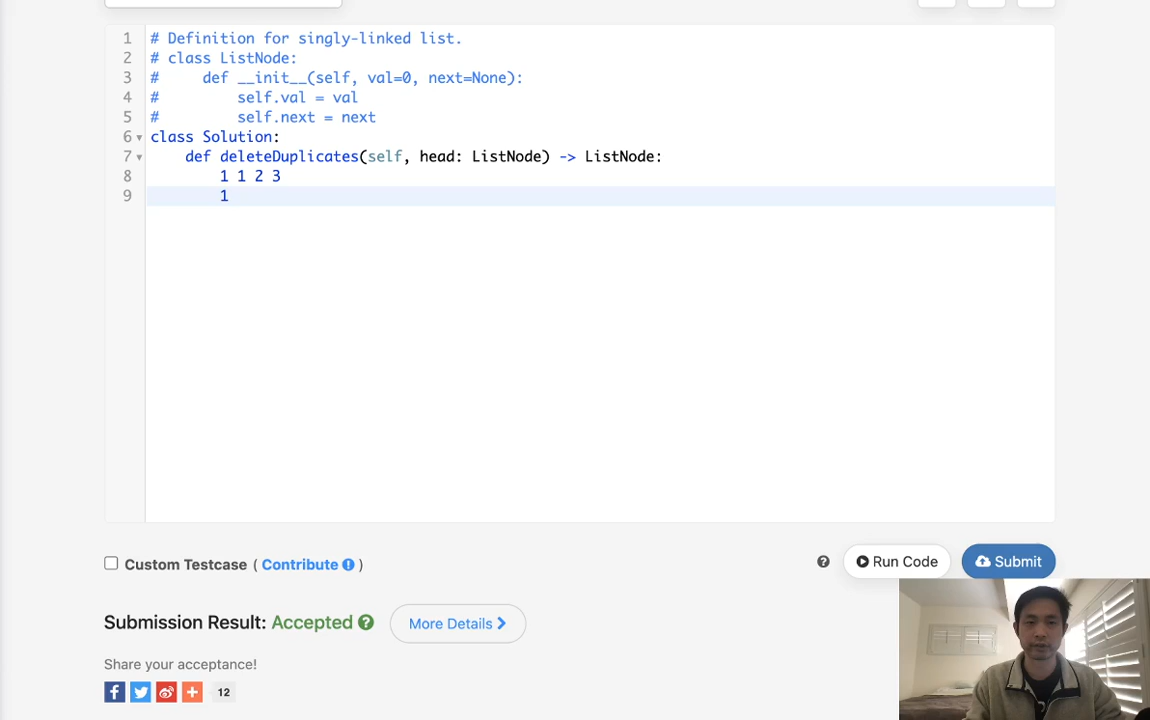 1 # Definition for singly-linked list.
2 # class ListNode:
3 #     def __init__(self, val=0, next=None):
4 #         self.val = val
5 #         self.next = next
6 class Solution:
7     def deleteDuplicates(self, head: ListNode) -> ListNode:
8         1 1 2 3
9         1
Custom Testcase ( Contribute )
? Run Code Submit
Submission Result: Accepted ? More Details
Share your acceptance!
12